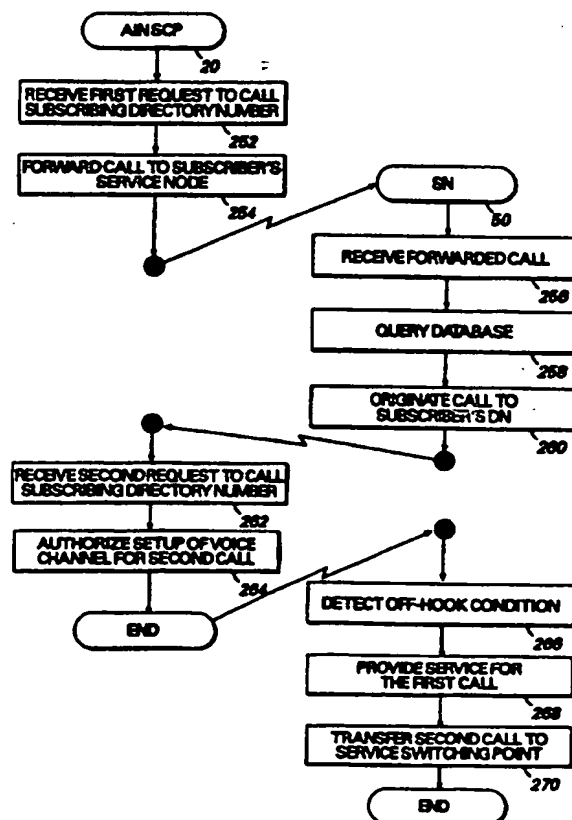 AIN SCP
20
RECEIVE FIRST REQUEST TO CALL
SUBSCRIBING DIRECTORY NUMBER
252
FORWARD CALL TO SUBSCRIBER'S
SERVICE NODE
254
SN
50
RECEIVE FORWARDED CALL
256
QUERY DATABASE
258
ORIGINATE CALL TO
SUBSCRIBER'S DN
260
RECEIVE SECOND REQUEST TO CALL
SUBSCRIBING DIRECTORY NUMBER
262
AUTHORIZE SETUP OF VOICE
CHANNEL FOR SECOND CALL
264
END
DETECT OFF-HOOK CONDITION
266
PROVIDE SERVICE FOR
THE FIRST CALL
268
TRANSFER SECOND CALL TO
SERVICE SWITCHING POINT
270
END